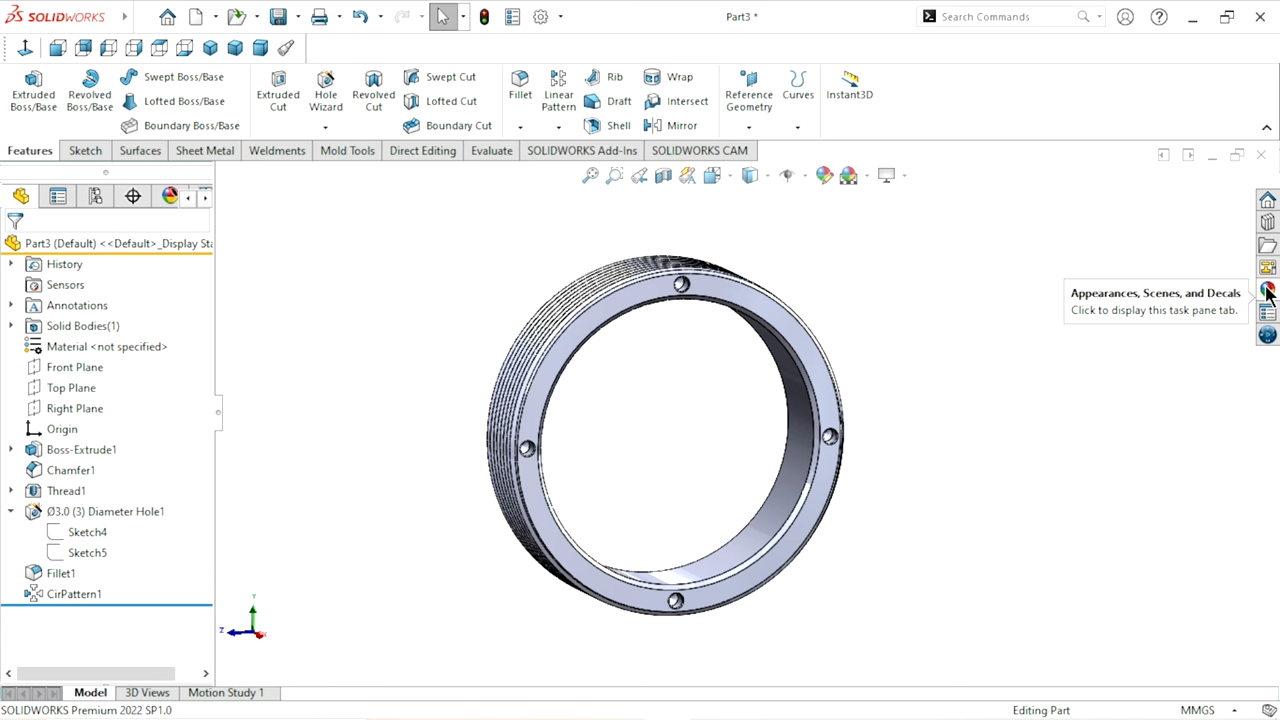 SOLIDWORKS
Part3 *
Search Commands
Extruded Boss/Base
Revolved Boss/Base
Swept Boss/Base
Lofted Boss/Base
Boundary Boss/Base
Extruded Cut
Hole Wizard
Revolved Cut
Swept Cut
Lofted Cut
Boundary Cut
Fillet
Linear Pattern
Rib
Draft
Shell
Wrap
Intersect
Mirror
Reference Geometry
Curves
Instant3D
Features
Sketch
Surfaces
Sheet Metal
Weldments
Mold Tools
Direct Editing
Evaluate
SOLIDWORKS Add-Ins
SOLIDWORKS CAM
Part3 (Default) <<Default>_Display Sta
History
Sensors
Annotations
Solid Bodies(1)
Material <not specified>
Front Plane
Top Plane
Right Plane
Origin
Boss-Extrude1
Chamfer1
Thread1
Ø3.0 (3) Diameter Hole1
Sketch4
Sketch5
Fillet1
CirPattern1
Appearances, Scenes, and Decals
Click to display this task pane tab.
Y
Z
Model
3D Views
Motion Study 1
SOLIDWORKS Premium 2022 SP1.0
Editing Part
MMGS